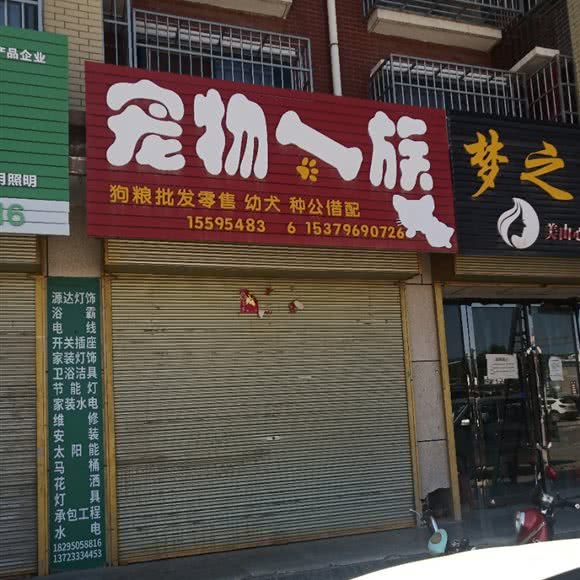 产品企业
明照明
16
宠物一族
狗粮批发零售 幼犬 种公借配
15595483 6 15379690726
梦之
美由
源达灯饰
浴霸
电线
开关插座
家装灯饰
卫浴洁具
节能灯
家装水电
维修
安装
太阳能
马桶
花洒
灯具
承包工程
水电
18295058816
13723334453